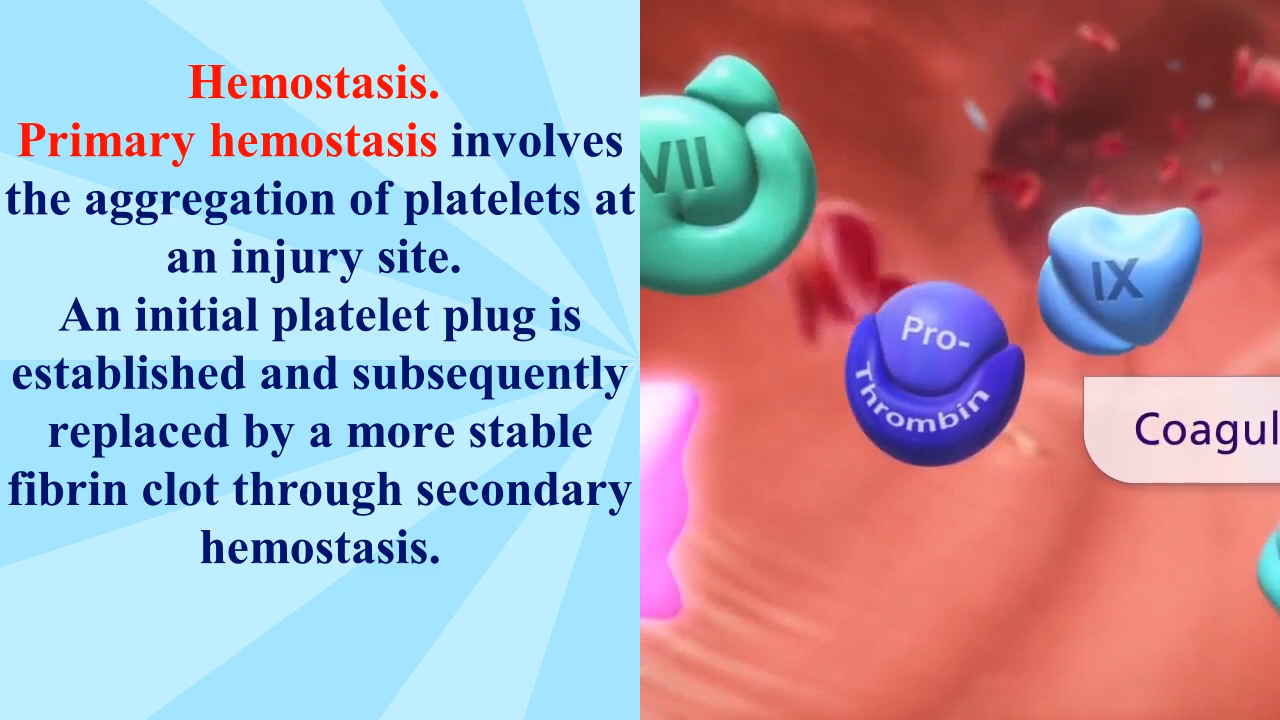 Hemostasis.
Primary hemostasis involves
the aggregation of platelets at
an injury site.
An initial platelet plug is
established and subsequently
replaced by a more stable
fibrin clot through secondary
hemostasis.
VII
IX
Pro-
Thrombin
Coagul